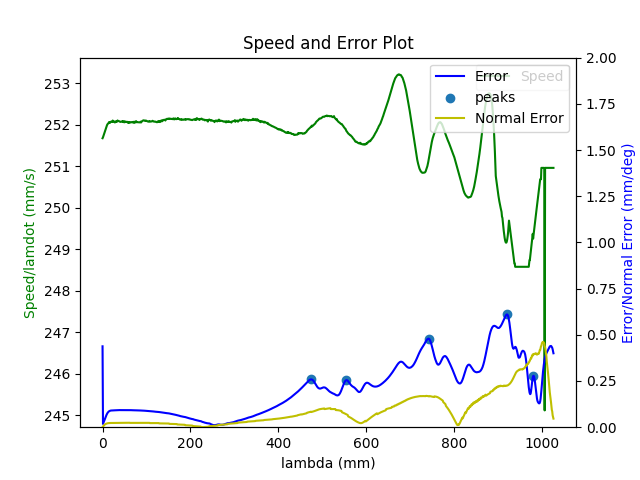 Speed and Error Plot
Speed/lamdot (mm/s)
253
252
251
250
249
248
247
246
245
2.00
1.75
1.50
1.25
1.00
0.75
0.50
0.25
0.00
Error/Normal Error (mm/deg)
Error
Speed
peaks
Normal Error
0 200 400 600 800 1000
lambda (mm)